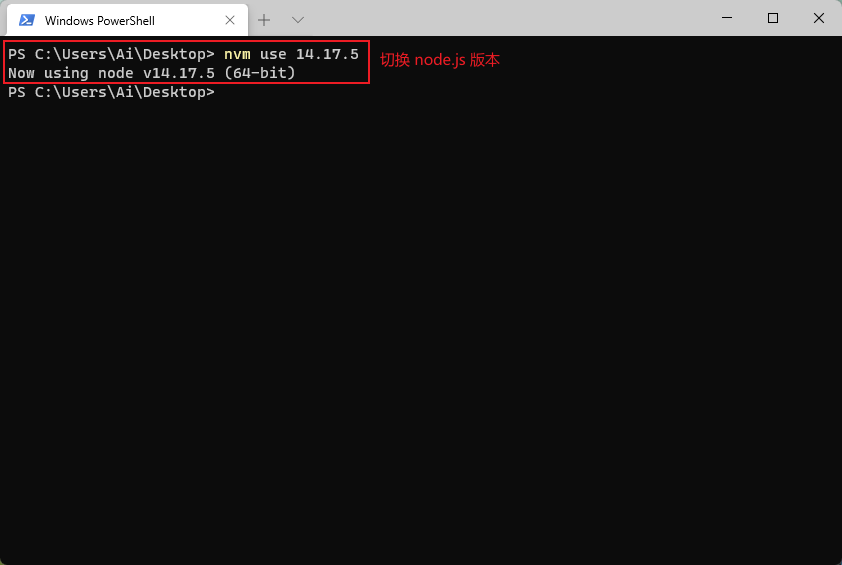 Windows PowerShell
PS C:\Users\Ai\Desktop> nvm use 14.17.5
切换 node.js 版本
Now using node v14.17.5 (64-bit)
PS C:\Users\Ai\Desktop>